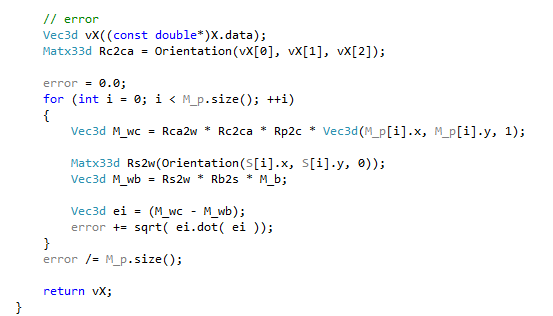 // error
Vec3d vX((const double*)X.data);
Matx33d Rc2ca = Orientation(vX[0], vX[1], vX[2]);
error = 0.0;
for (int i = 0; i < M_p.size(); ++i)
{
Vec3d M_wc = Rca2w * Rc2ca * Rp2c * Vec3d(M_p[i].x, M_p[i].y, 1);
Matx33d Rs2w(Orientation(S[i].x, S[i].y, 0));
Vec3d M_wb = Rs2w * Rb2s * M_b;
Vec3d ei = (M_wc - M_wb);
error += sqrt( ei.dot( ei ));
}
error /= M_p.size();
return vX;
}